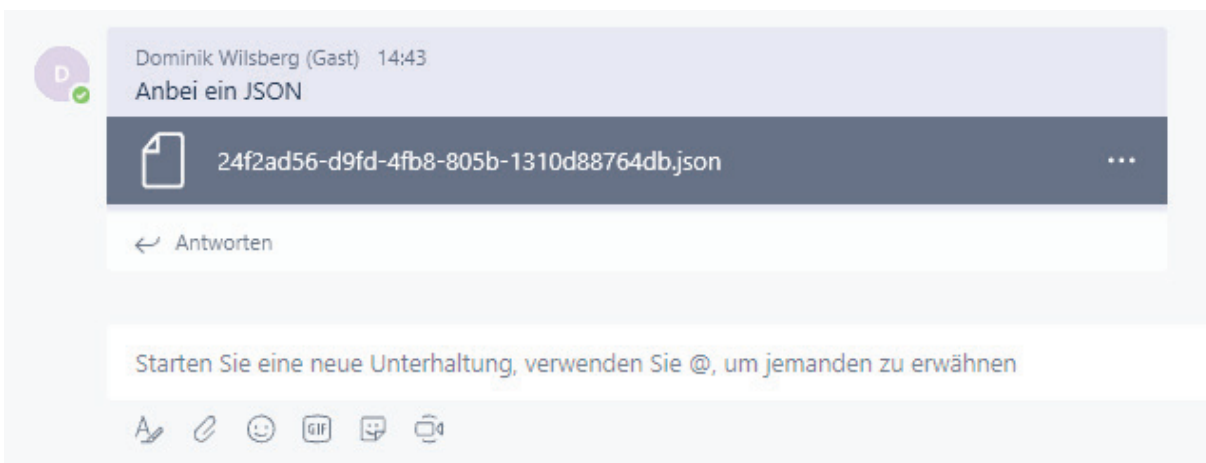 D
Dominik Wilsberg (Gast) 14:43
Anbei ein JSON
24f2ad56-d9fd-4fb8-805b-1310d88764db.json
Antworten
Starten Sie eine neue Unterhaltung, verwenden Sie @, um jemanden zu erwähnen
GIF